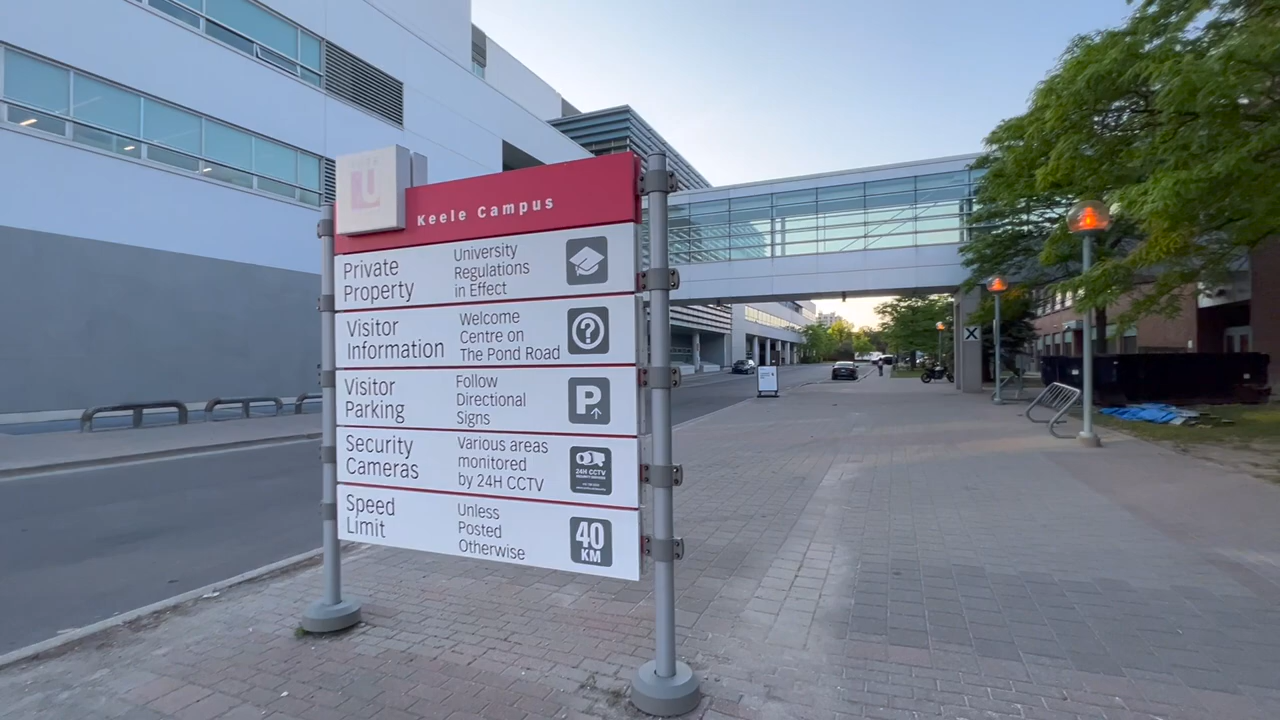 U
Keele Campus
Private
Property
University
Regulations
in Effect
Visitor
Information
Welcome
Centre on
The Pond Road
?
Visitor
Parking
Follow
Directional
Signs
P
Security
Cameras
Various areas
monitored
by 24H CCTV
24H CCTV
Speed
Limit
Unless
Posted
Otherwise
40
KM
X